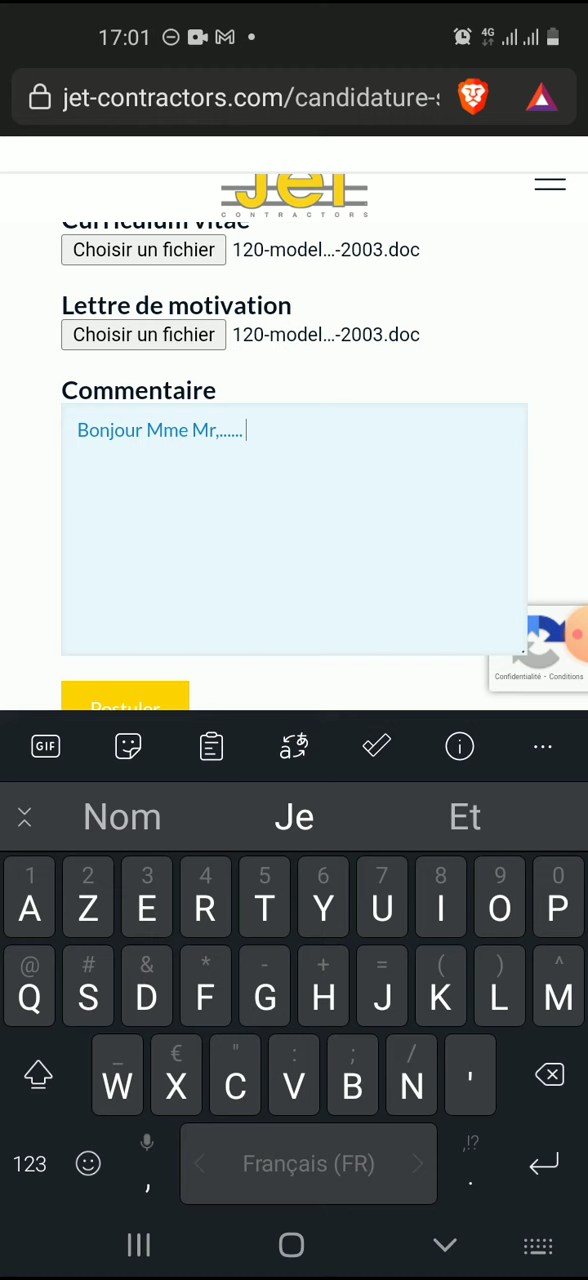 17:01
4G
jet-contractors.com/candidature-s
Jet
CONTRACTORS
Curriculum vitae
Choisir un fichier 120-model...-2003.doc
Lettre de motivation
Choisir un fichier 120-model...-2003.doc
Commentaire
Bonjour Mme Mr,......
Confidentialité - Conditions
Postuler
GIF
Nom Je Et
1 2 3 4 5 6 7 8 9 0
A Z E R T Y U I O P
@ # & * - + = ( ) ^
Q S D F G H J K L M
_ € " : ; /
W X C V B N '
,!?
123 , Français (FR) .